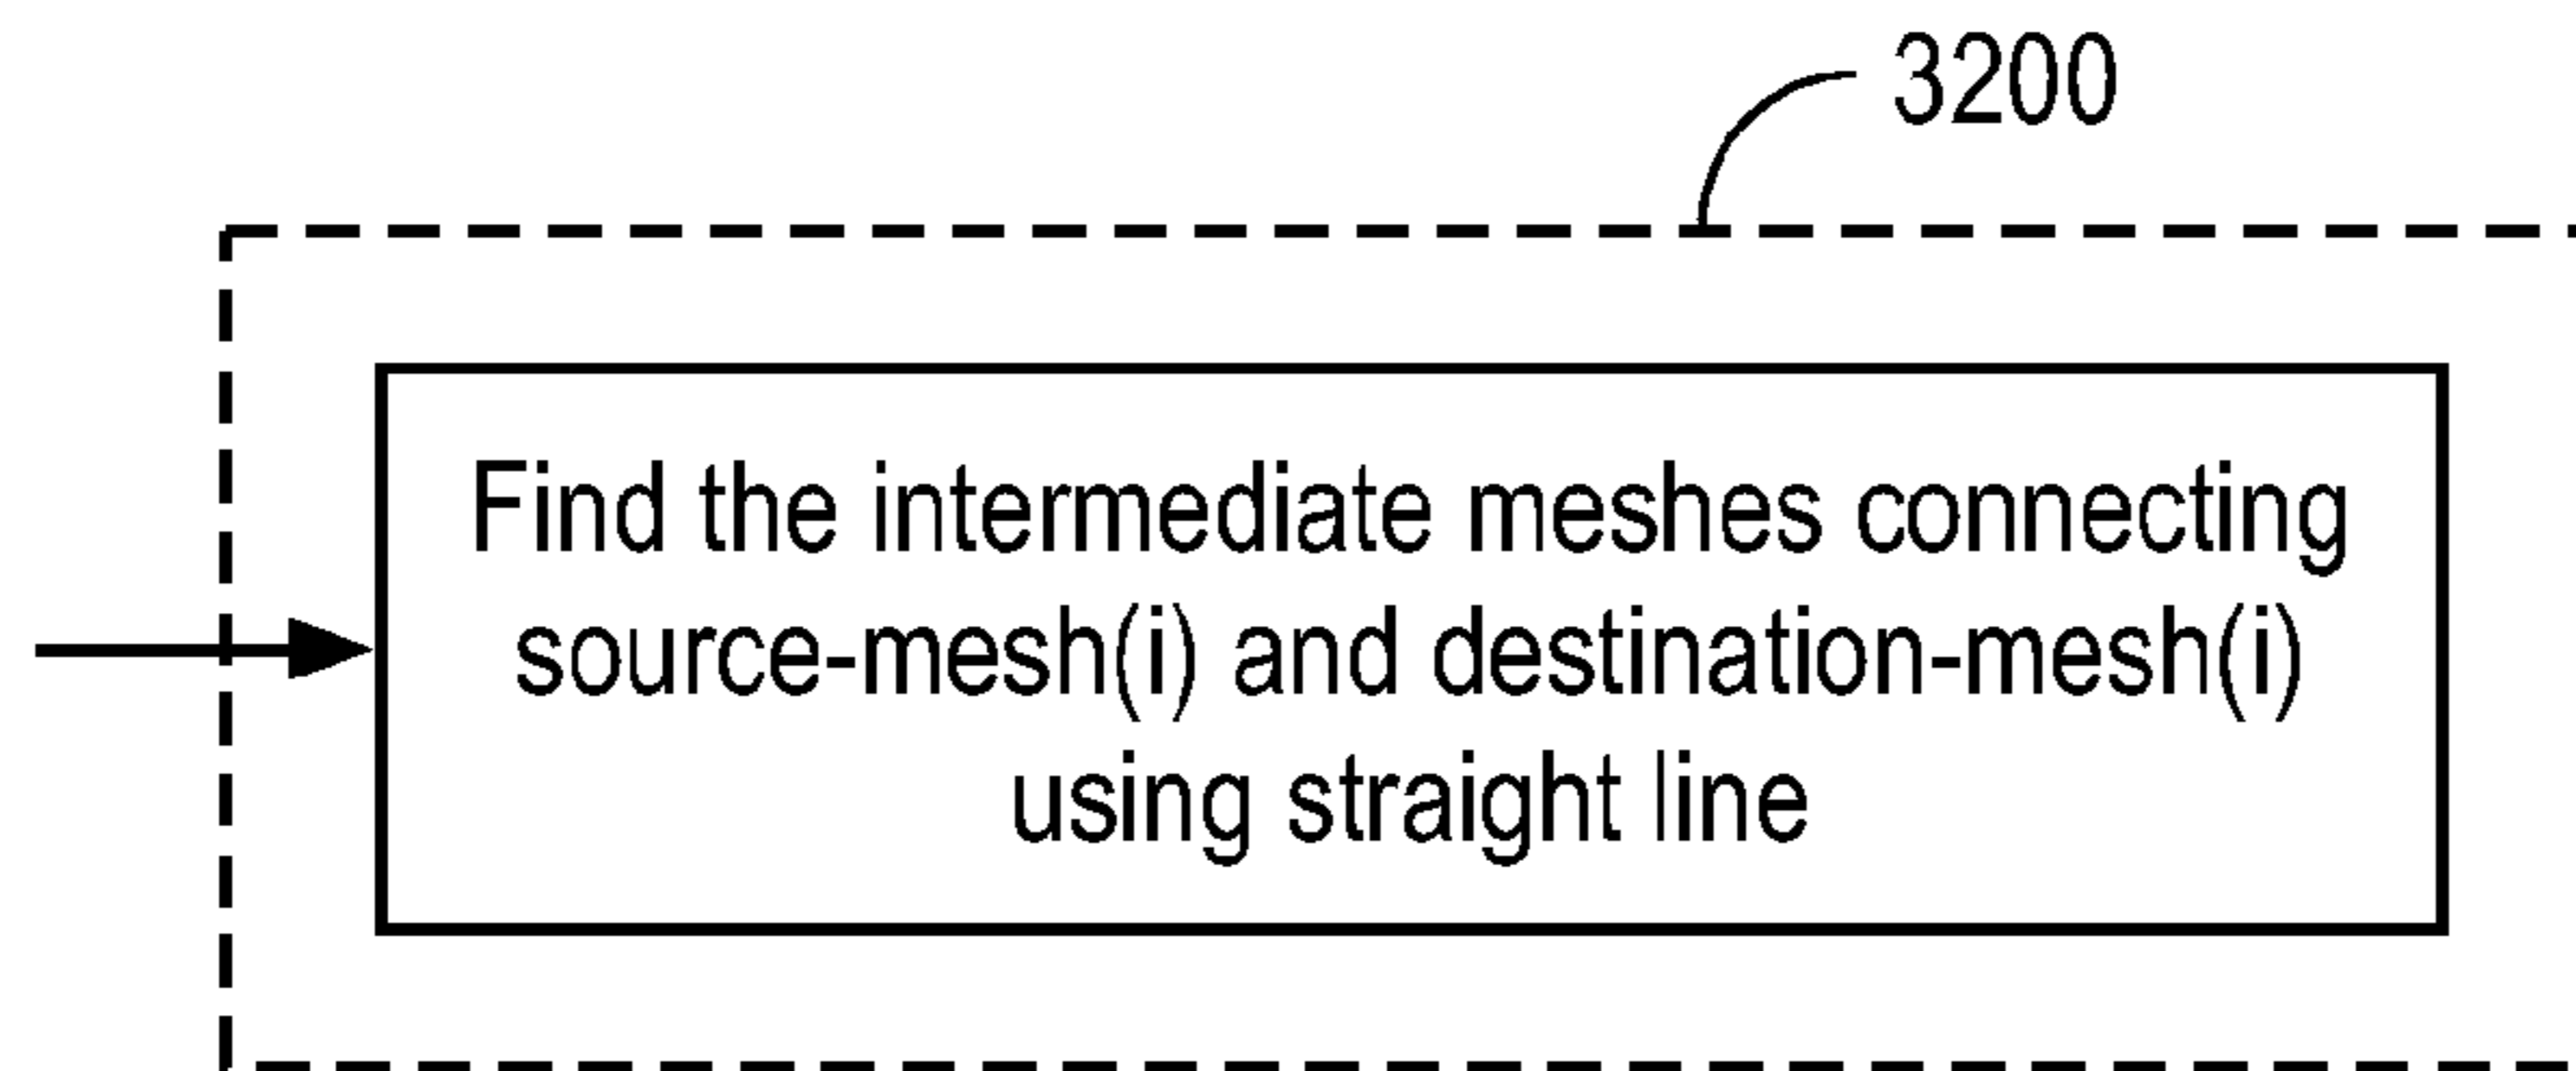 3200
Find the intermediate meshes connecting
source-mesh(i) and destination-mesh(i)
using straight line